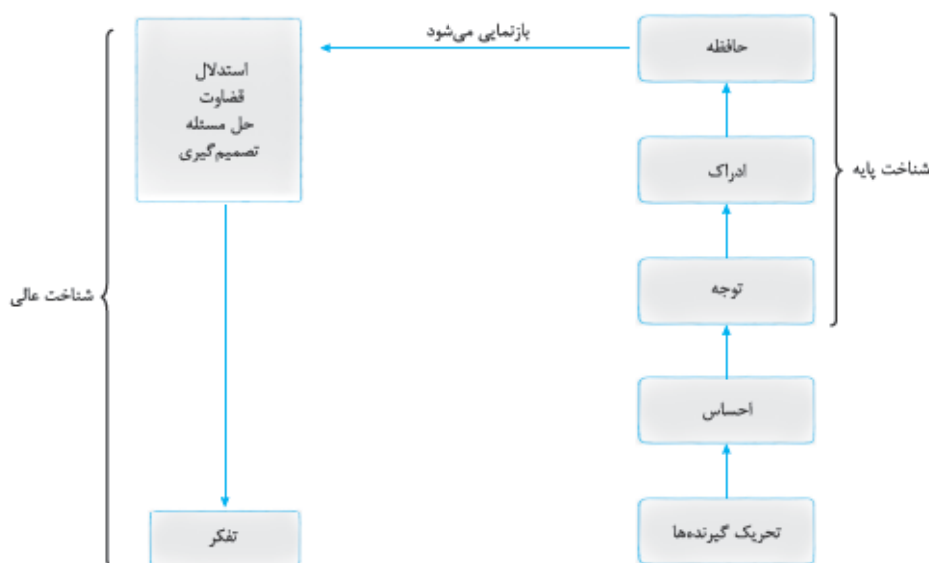 بازنمایی می‌شود
حافظه
استدلال
قضاوت
حل مسئله
تصمیم‌گیری
ادراک
شناخت پایه
توجه
شناخت عالی
احساس
تحریک گیرنده‌ها
تفکر